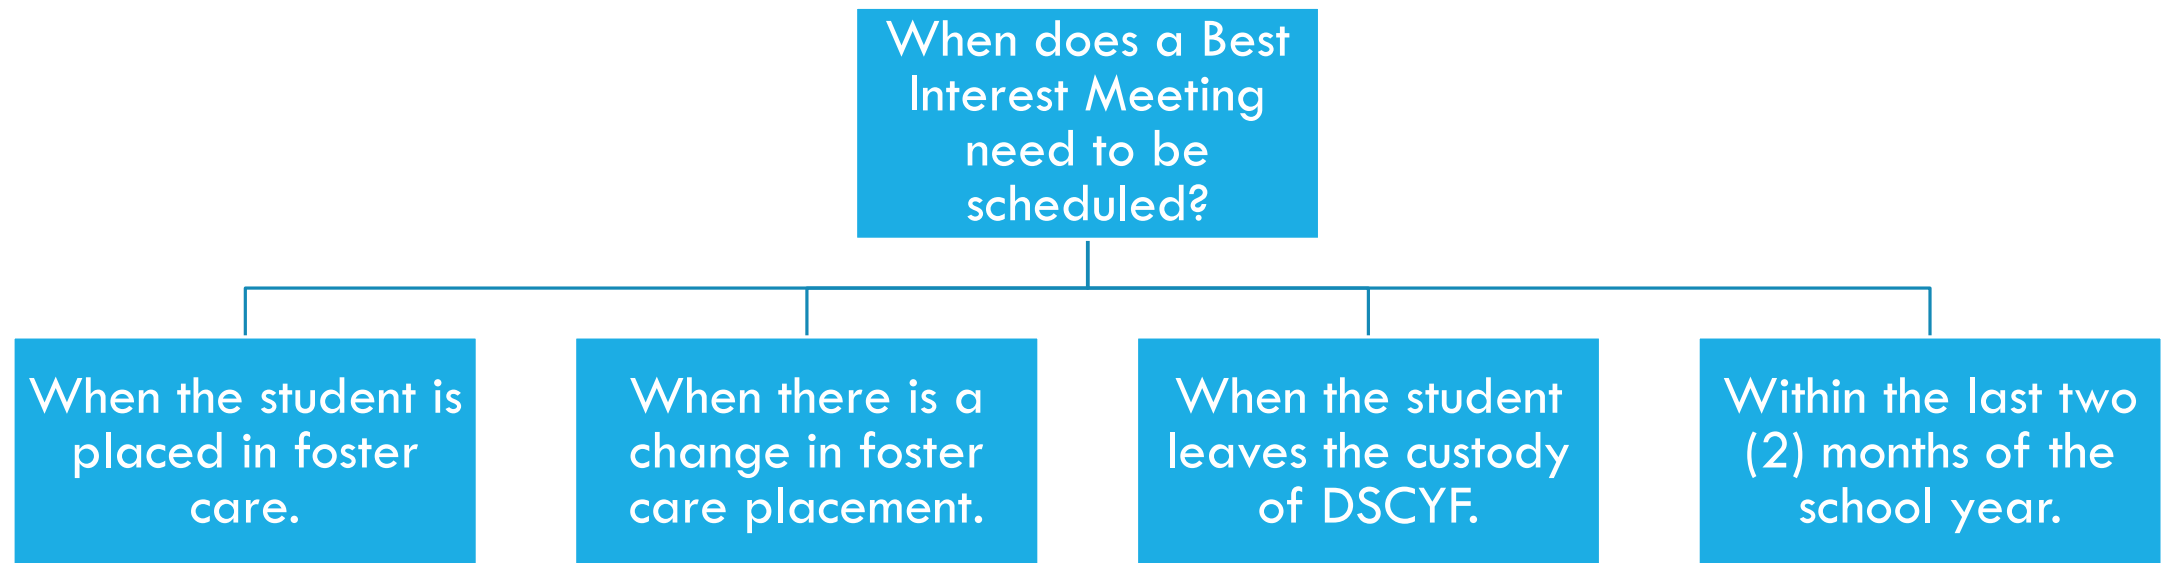 When does a Best
Interest Meeting
need to be
scheduled?
When the student is
placed in foster
care.
When there is a
change in foster
care placement.
When the student
leaves the custody
of DSCYF.
Within the last two
(2) months of the
school year.